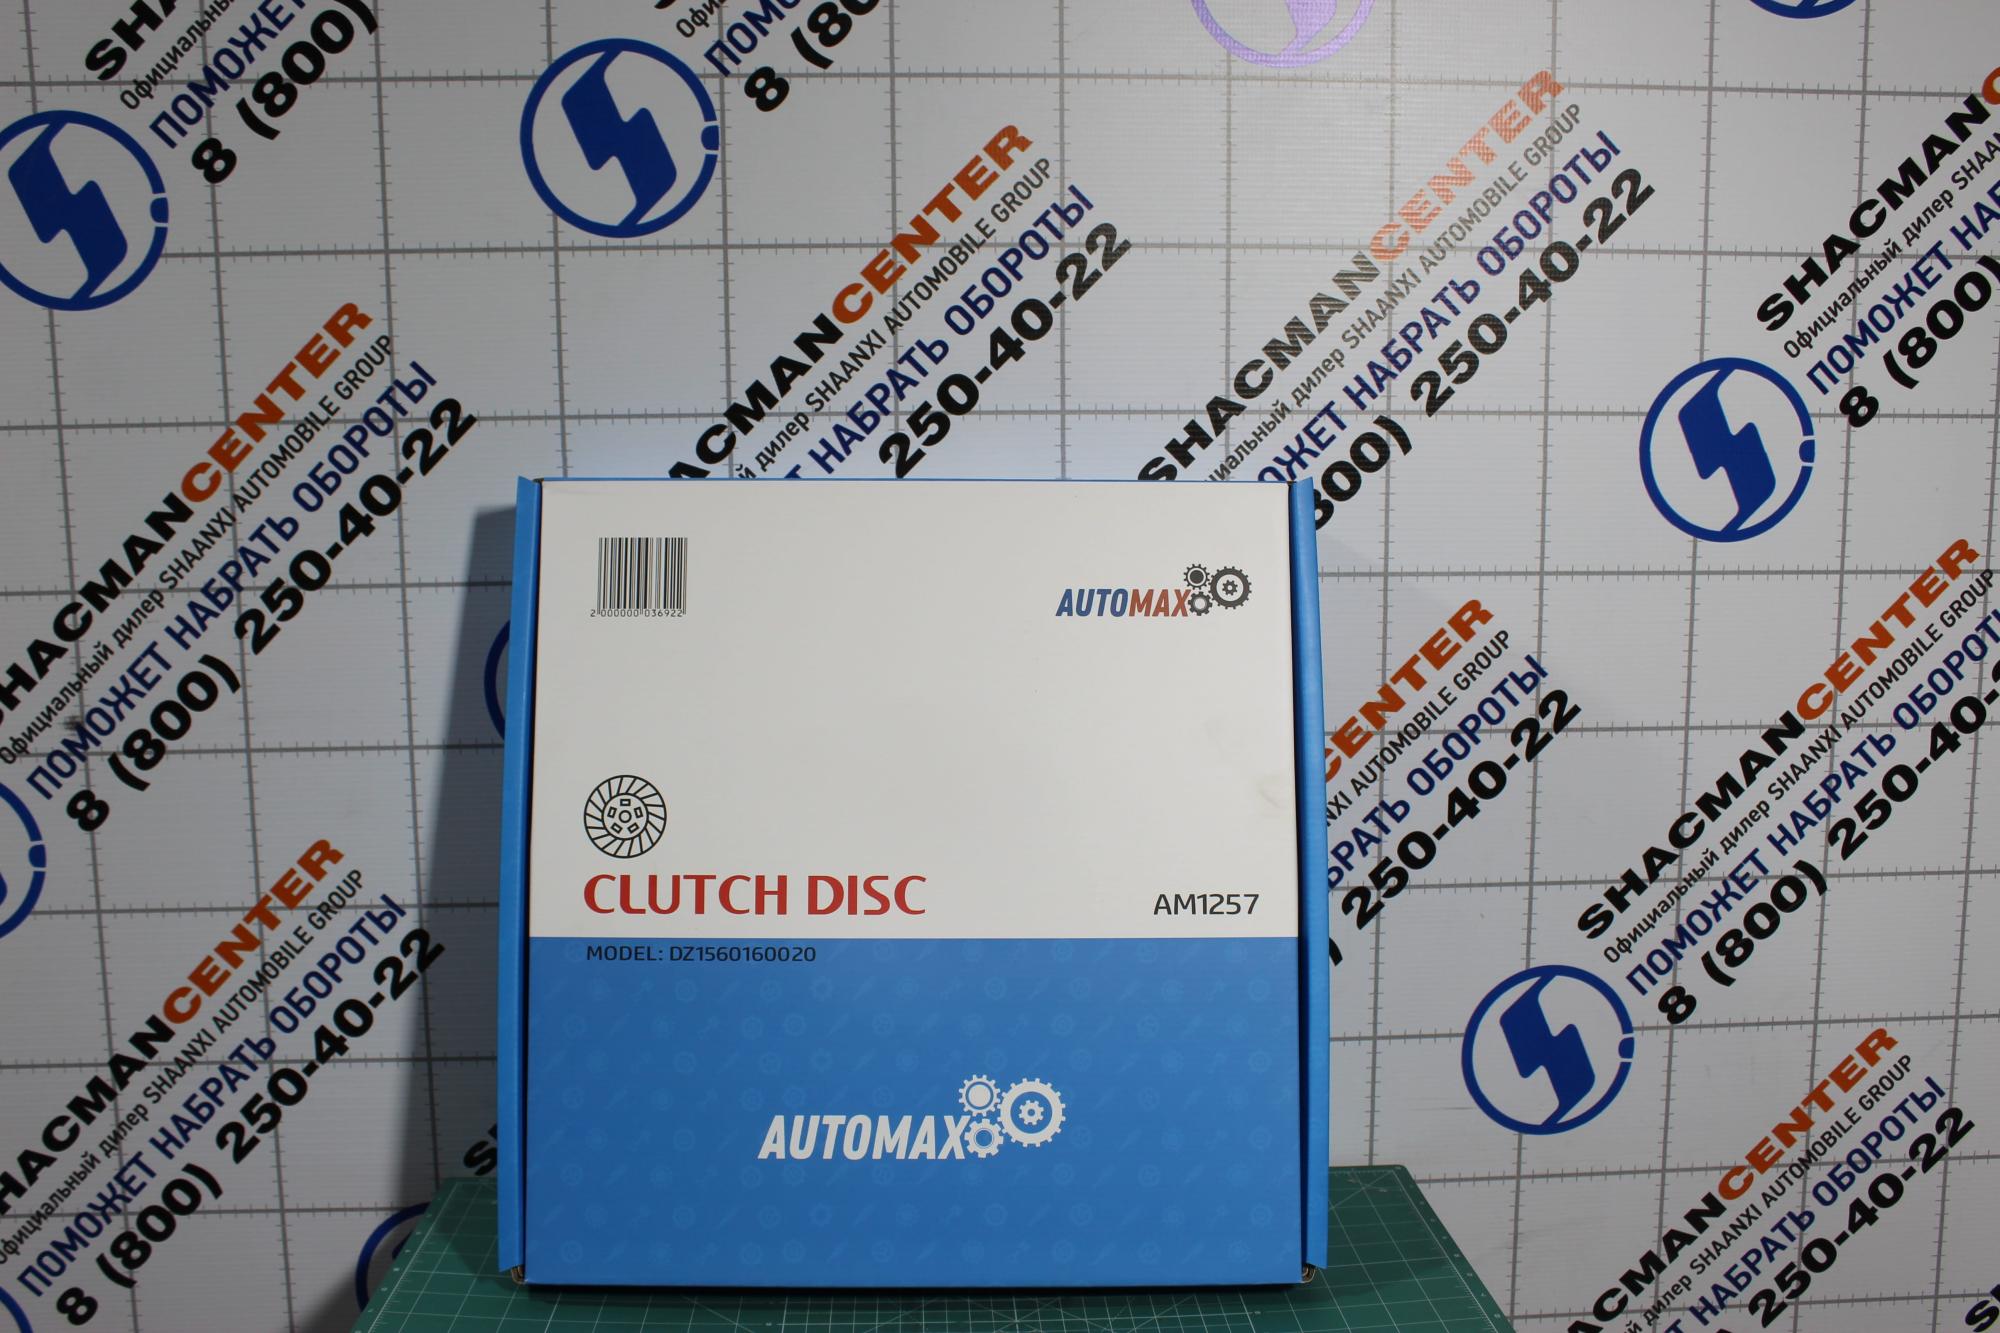 SHACMANCENTER
Официальный дилер SHAANXI AUTOMOBILE GROUP
ПОМОЖЕТ НАБРАТЬ ОБОРОТЫ
8 (800) 250-40-22
2 000000 036922
AUTOMAX
CLUTCH DISC
AM1257
MODEL: DZ1560160020
AUTOMAX